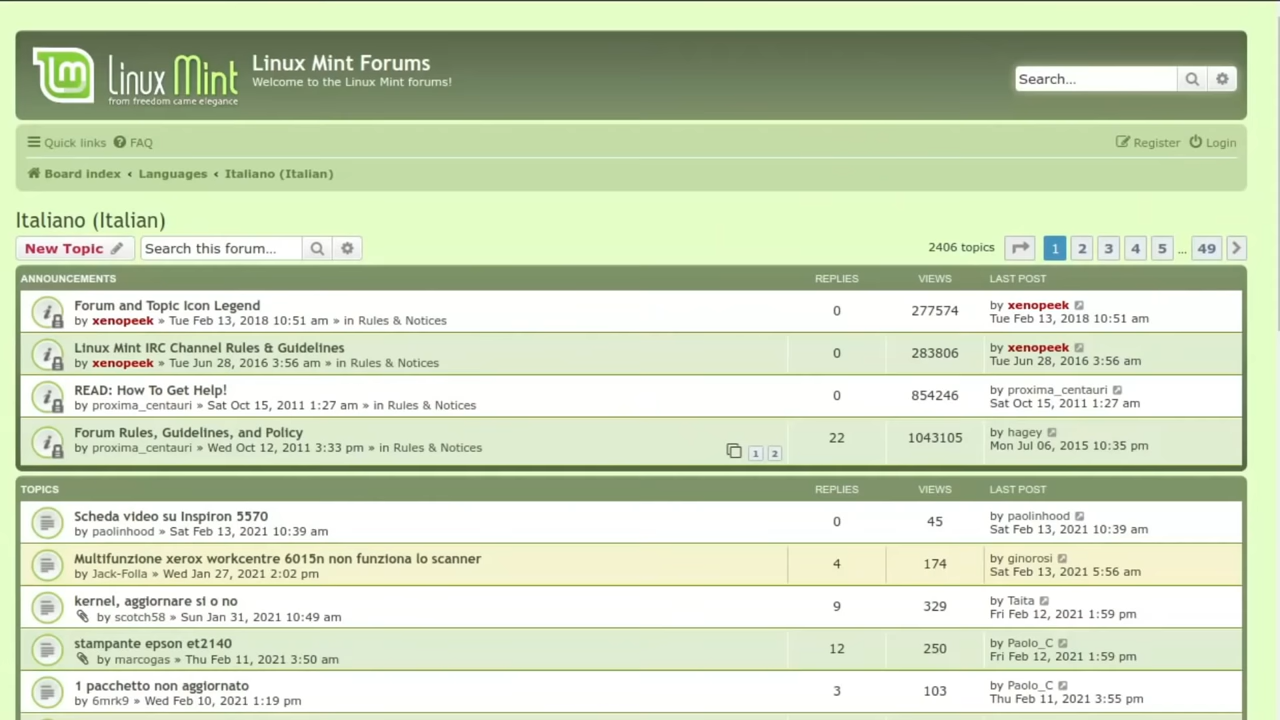 Linux Mint
from freedom came elegance
Linux Mint Forums
Welcome to the Linux Mint forums!
Search...
Quick links FAQ
Register Login
Board index ‹ Languages ‹ Italiano (Italian)
Italiano (Italian)
New Topic Search this forum...
2406 topics 1 2 3 4 5 ... 49
ANNOUNCEMENTS REPLIES VIEWS LAST POST
Forum and Topic Icon Legend
by xenopeek » Tue Feb 13, 2018 10:51 am » in Rules & Notices
0 277574
by xenopeek
Tue Feb 13, 2018 10:51 am
Linux Mint IRC Channel Rules & Guidelines
by xenopeek » Tue Jun 28, 2016 3:56 am » in Rules & Notices
0 283806
by xenopeek
Tue Jun 28, 2016 3:56 am
READ: How To Get Help!
by proxima_centauri » Sat Oct 15, 2011 1:27 am » in Rules & Notices
0 854246
by proxima_centauri
Sat Oct 15, 2011 1:27 am
Forum Rules, Guidelines, and Policy
by proxima_centauri » Wed Oct 12, 2011 3:33 pm » in Rules & Notices
1 2
22 1043105
by hagey
Mon Jul 06, 2015 10:35 pm
TOPICS REPLIES VIEWS LAST POST
Scheda video su Inspiron 5570
by paolinhood » Sat Feb 13, 2021 10:39 am
0 45
by paolinhood
Sat Feb 13, 2021 10:39 am
Multifunzione xerox workcentre 6015n non funziona lo scanner
by Jack-Folla » Wed Jan 27, 2021 2:02 pm
4 174
by ginorosi
Sat Feb 13, 2021 5:56 am
kernel, aggiornare si o no
by scotch58 » Sun Jan 31, 2021 10:49 am
9 329
by Taita
Fri Feb 12, 2021 1:59 pm
stampante epson et2140
by marcogas » Thu Feb 11, 2021 3:50 am
12 250
by Paolo_C
Fri Feb 12, 2021 1:59 pm
1 pacchetto non aggiornato
by 6mrk9 » Wed Feb 10, 2021 1:19 pm
3 103
by Paolo_C
Thu Feb 11, 2021 3:55 pm